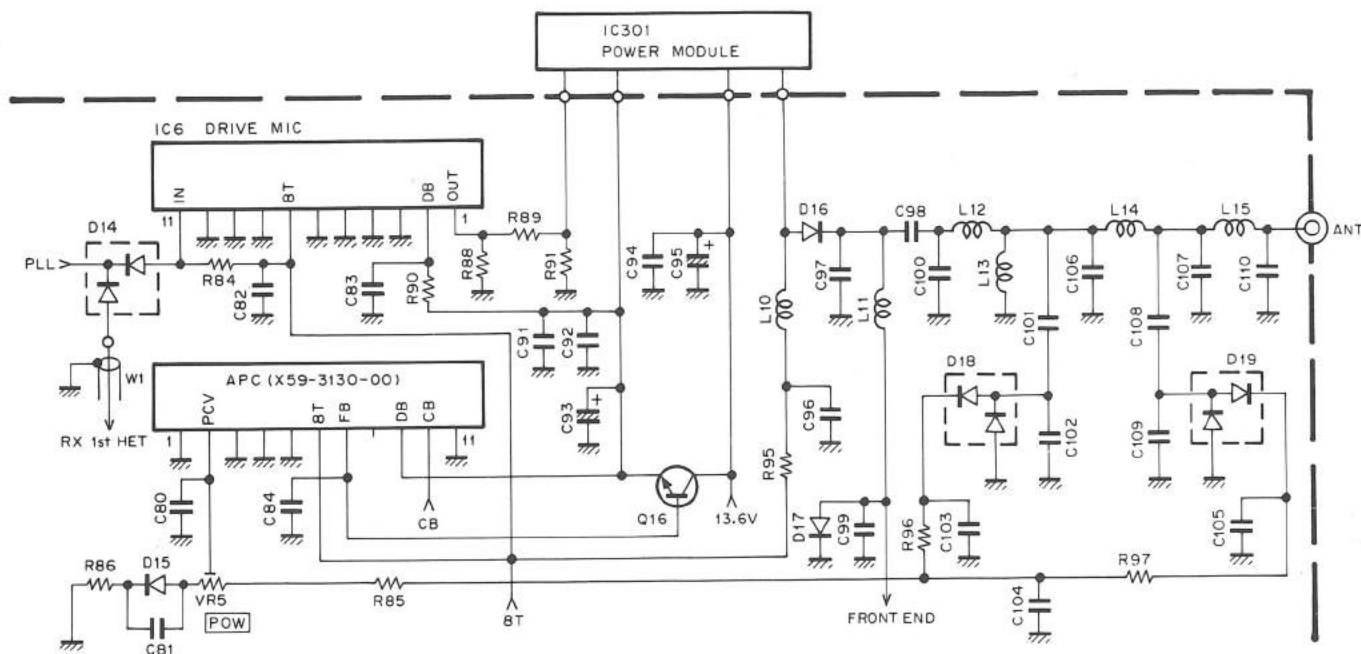 IC301
POWER MODULE
IC6 DRIVE MIC
IN
8T
DB
OUT
11
1
D14
PLL
R84
C82
C83
R90
R88
R89
R91
C94
C95
+
D16
C98
L12
L14
L15
ANT
C97
C100
L13
C106
C107
C110
L10
L11
C101
C108
C91
C92
W1
RX 1st HET
APC (X59-3130-00)
PCV
8T
FB
DB
CB
1
11
C93
+
C96
D18
D19
C102
C109
C80
C84
CB
Q16
13.6V
R95
D17
C99
R96
C103
C105
R86
D15
VR5
R85
R97
C81
POW
8T
FRONT END
C104